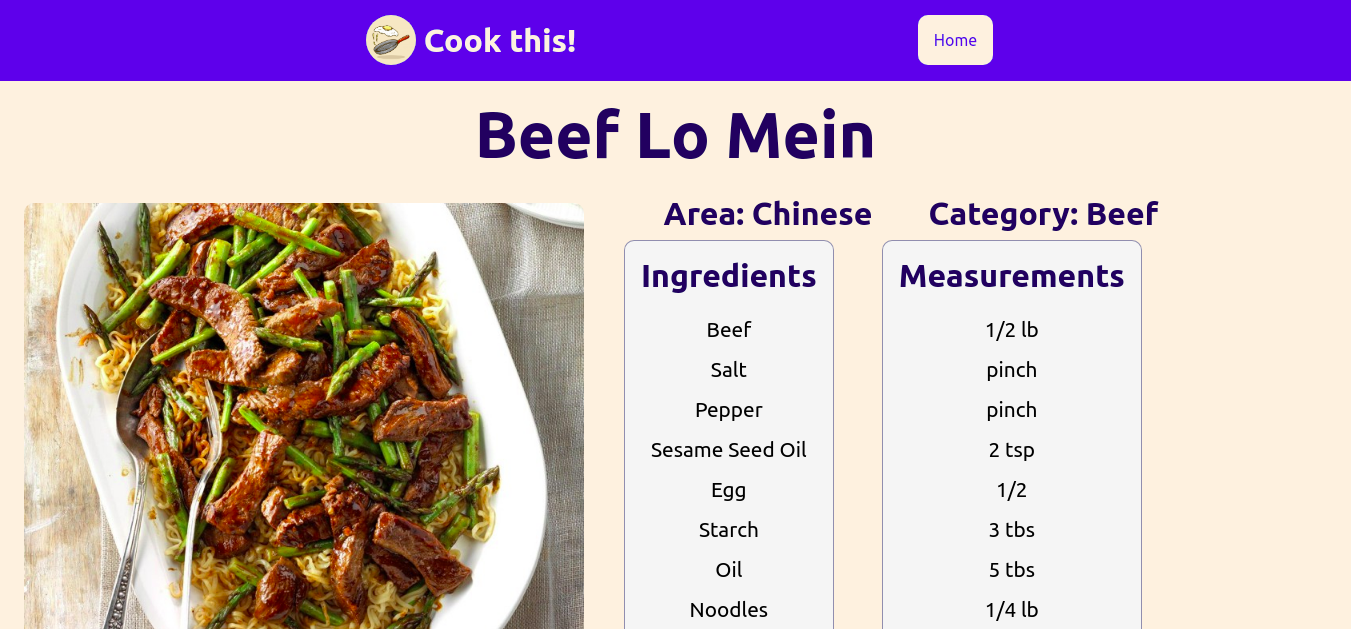 Cook this!
Home
Beef Lo Mein
Area: Chinese
Category: Beef
Ingredients
Beef
Salt
Pepper
Sesame Seed Oil
Egg
Starch
Oil
Noodles
Measurements
1/2 lb
pinch
pinch
2 tsp
1/2
3 tbs
5 tbs
1/4 lb